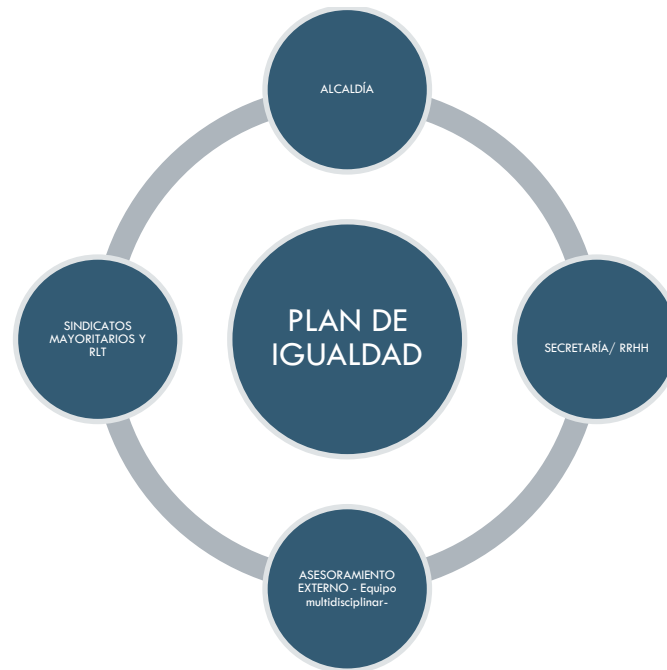 ALCALDÍA
SINDICATOS
MAYORITARIOS Y
RLT
PLAN DE
IGUALDAD
SECRETARÍA/ RRHH
ASESORAMIENTO
EXTERNO - Equipo
multidisciplinar-